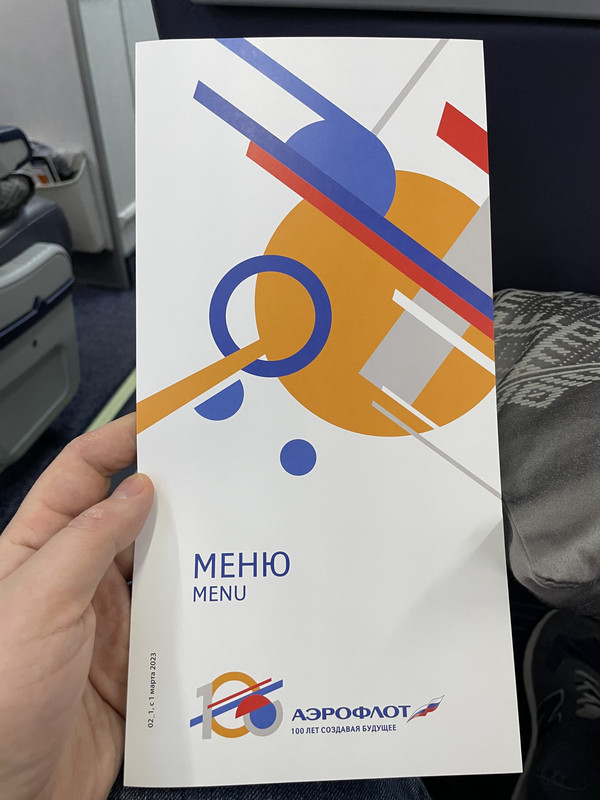 МЕНЮ
MENU
02_1, с 1 марта 2023
100
АЭРОФЛОТ
100 ЛЕТ СОЗДАВАЯ БУДУЩЕЕ